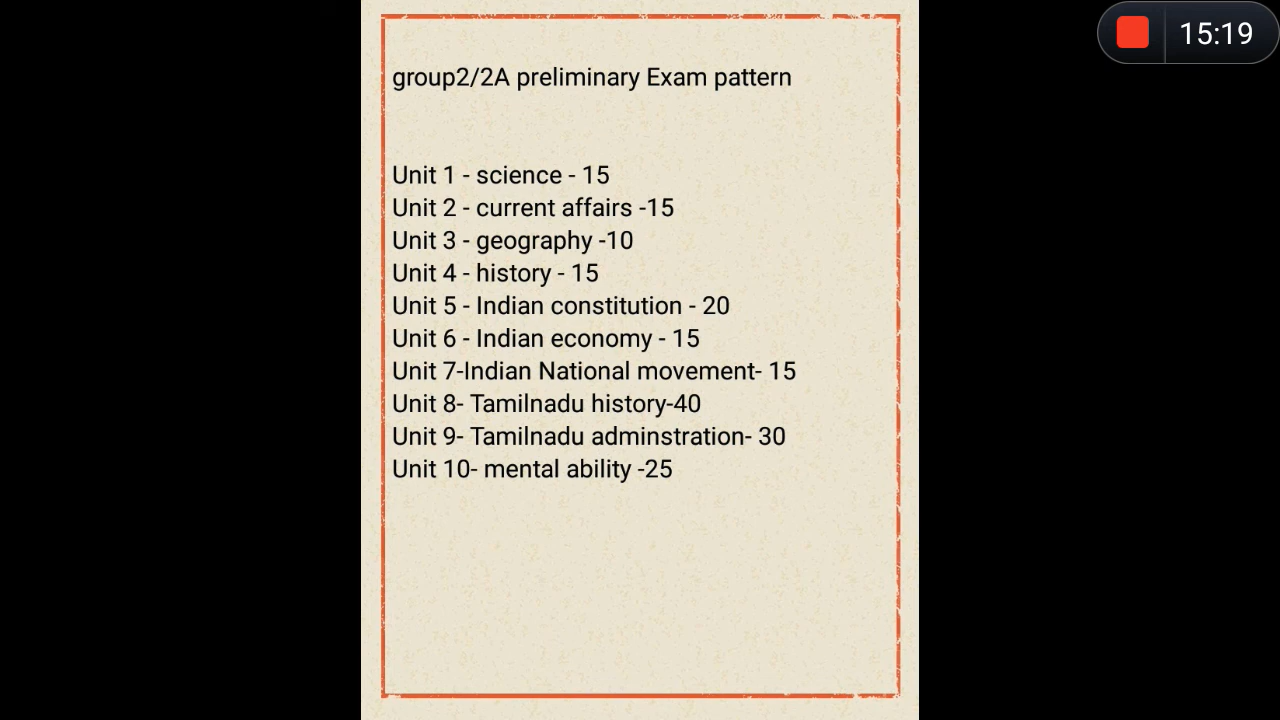 15:19
group2/2A preliminary Exam pattern
Unit 1 - science - 15
Unit 2 - current affairs -15
Unit 3 - geography -10
Unit 4 - history - 15
Unit 5 - Indian constitution - 20
Unit 6 - Indian economy - 15
Unit 7-Indian National movement- 15
Unit 8- Tamilnadu history-40
Unit 9- Tamilnadu adminstration- 30
Unit 10- mental ability -25